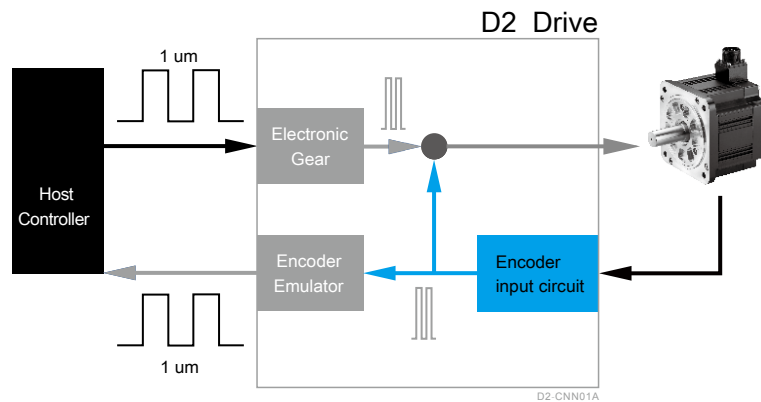 D2 Drive
1 um
Electronic
Gear
Host
Controller
Encoder
Emulator
Encoder
input circuit
1 um
D2-CNN01A